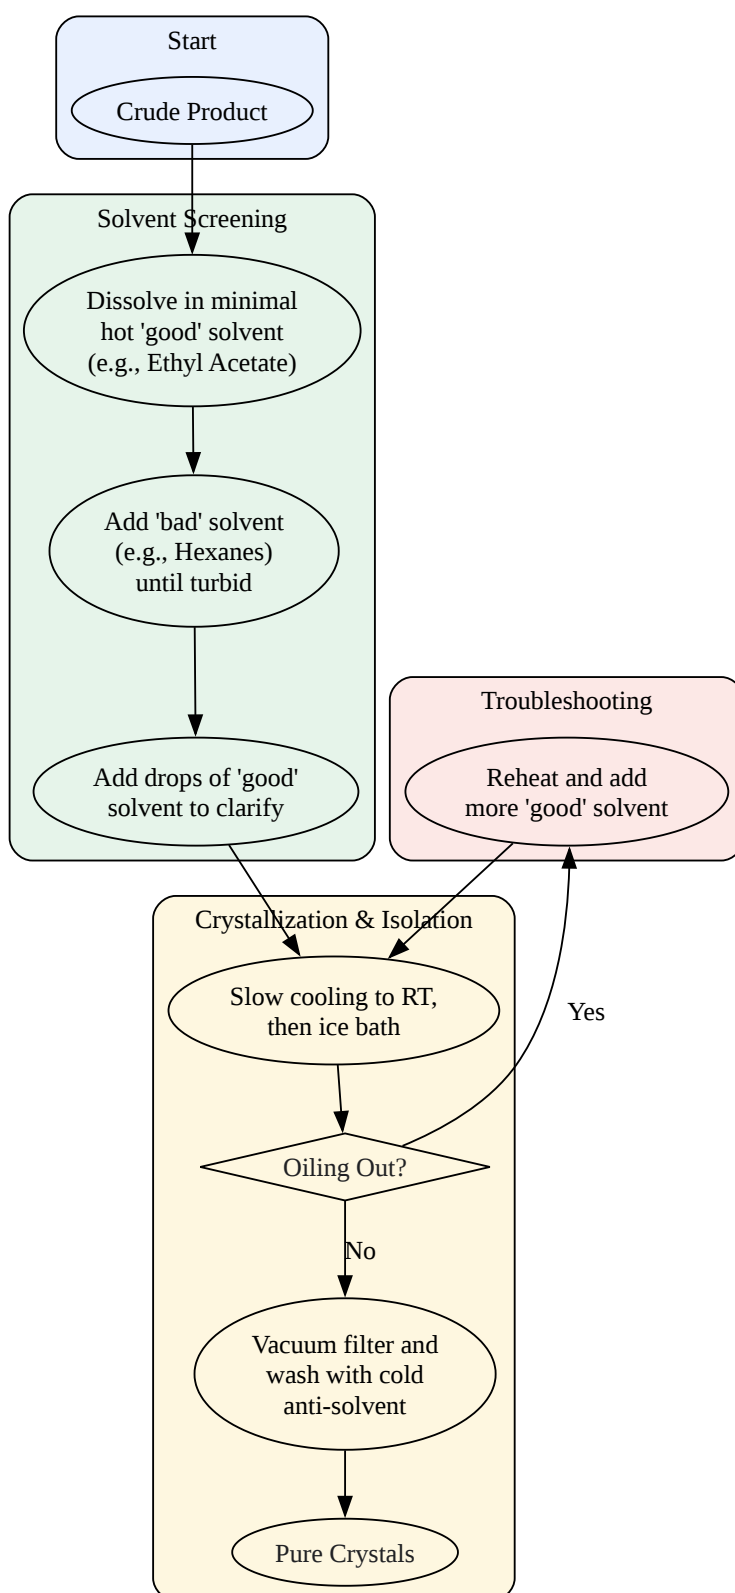 Start
Crude Product
Solvent Screening
Dissolve in minimal
hot 'good' solvent
(e.g., Ethyl Acetate)
Add 'bad' solvent
(e.g., Hexanes)
until turbid
Add drops of 'good'
solvent to clarify
Troubleshooting
Reheat and add
more 'good' solvent
Crystallization & Isolation
Slow cooling to RT,
then ice bath
Yes
Oiling Out?
No
Vacuum filter and
wash with cold
anti-solvent
Pure Crystals